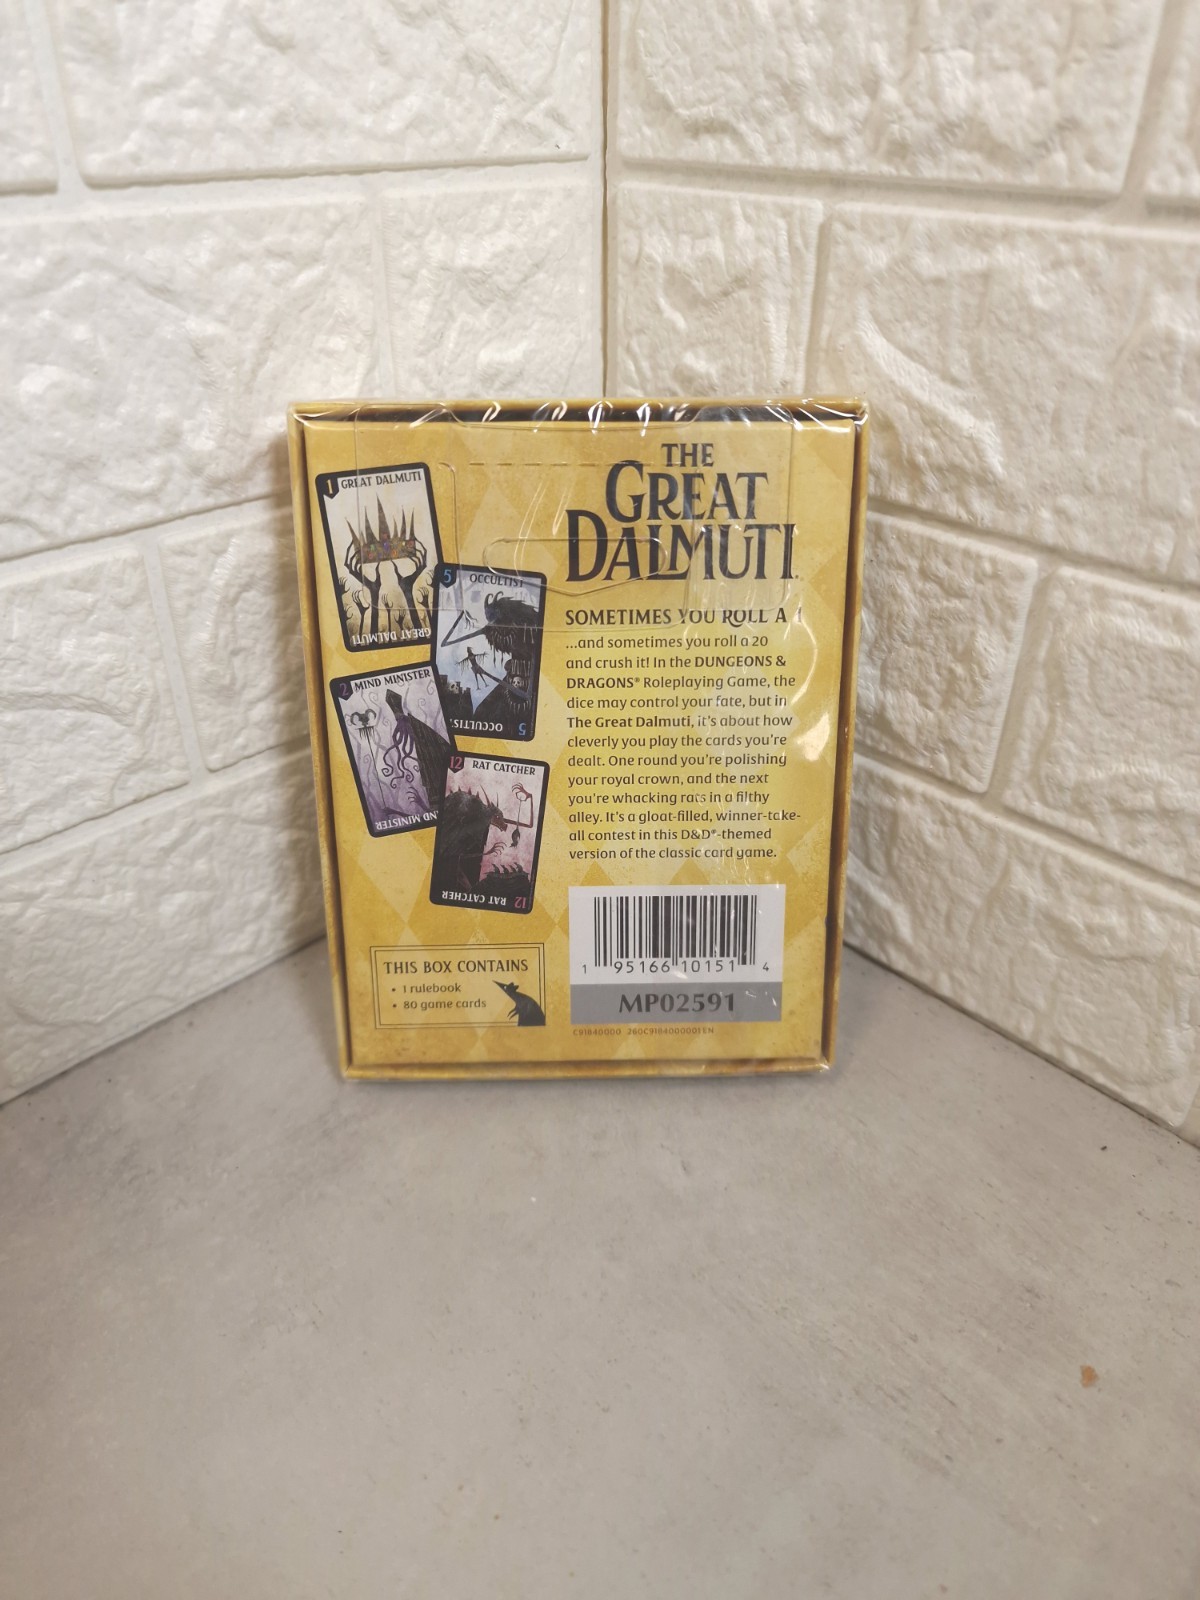 THE
GREAT
DALMUTI.
SOMETIMES YOU ROLL A 1
...and sometimes you roll a 20
and crush it! In the DUNGEONS &
DRAGONS® Roleplaying Game, the
dice may control your fate, but in
The Great Dalmuti, it's about how
cleverly you play the cards you're
dealt. One round you're polishing
your royal crown, and the next
you're whacking rats in a filthy
alley. It's a gloat-filled, winner-take-
all contest in this D&D®-themed
version of the classic card game.
1 GREAT DALMUTI
GREAT DALMUTI
5 OCCULTIST
OCCULTIS
5
2 MIND MINISTER
ND MINISTER
12 RAT CATCHER
12 RAT CATCHER
THIS BOX CONTAINS
• 1 rulebook
• 80 game cards
1 95166 10151 4
MP02591
C91840000 260C9184000001EN